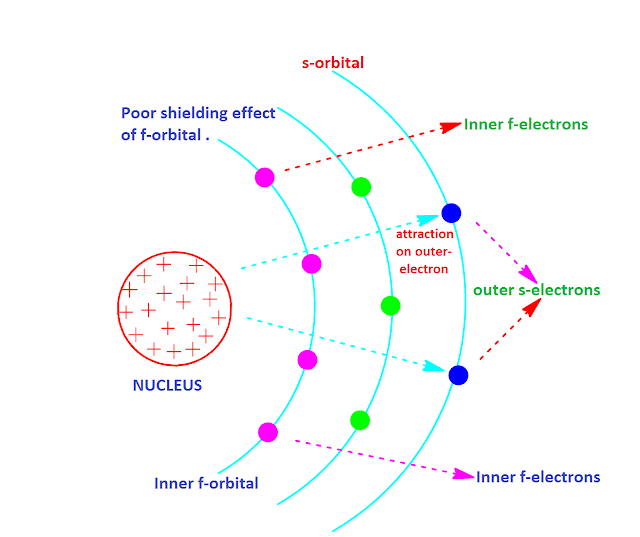 s-orbital
Poor shielding effect
of f-orbital .
Inner f-electrons
attraction
on outer-
electron
outer s-electrons
NUCLEUS
Inner f-orbital
Inner f-electrons